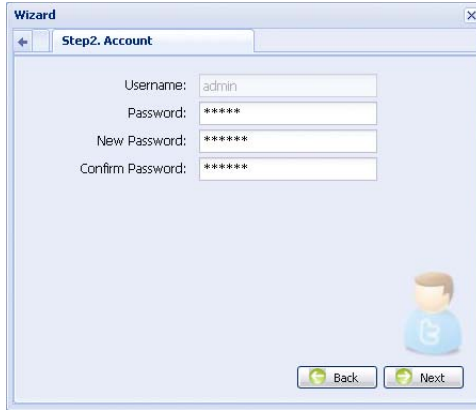 Wizard
Step2. Account
Username: admin
Password: *****
New Password: ******
Confirm Password: ******
Back Next